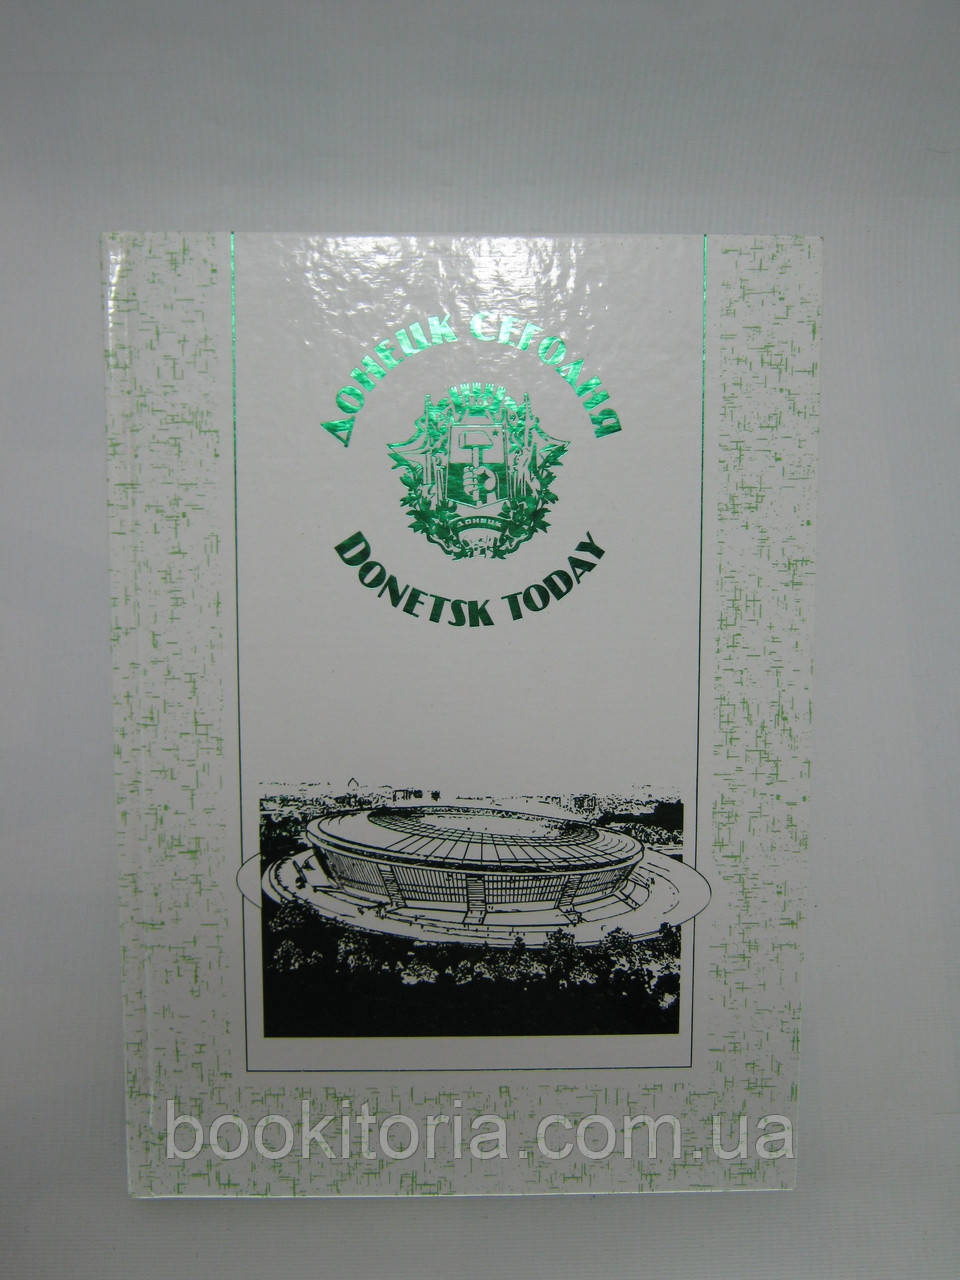 ДОНЕЦК СЕГОДНЯ
ДОНЕЦК
DONETSK TODAY
bookitoria.com.ua